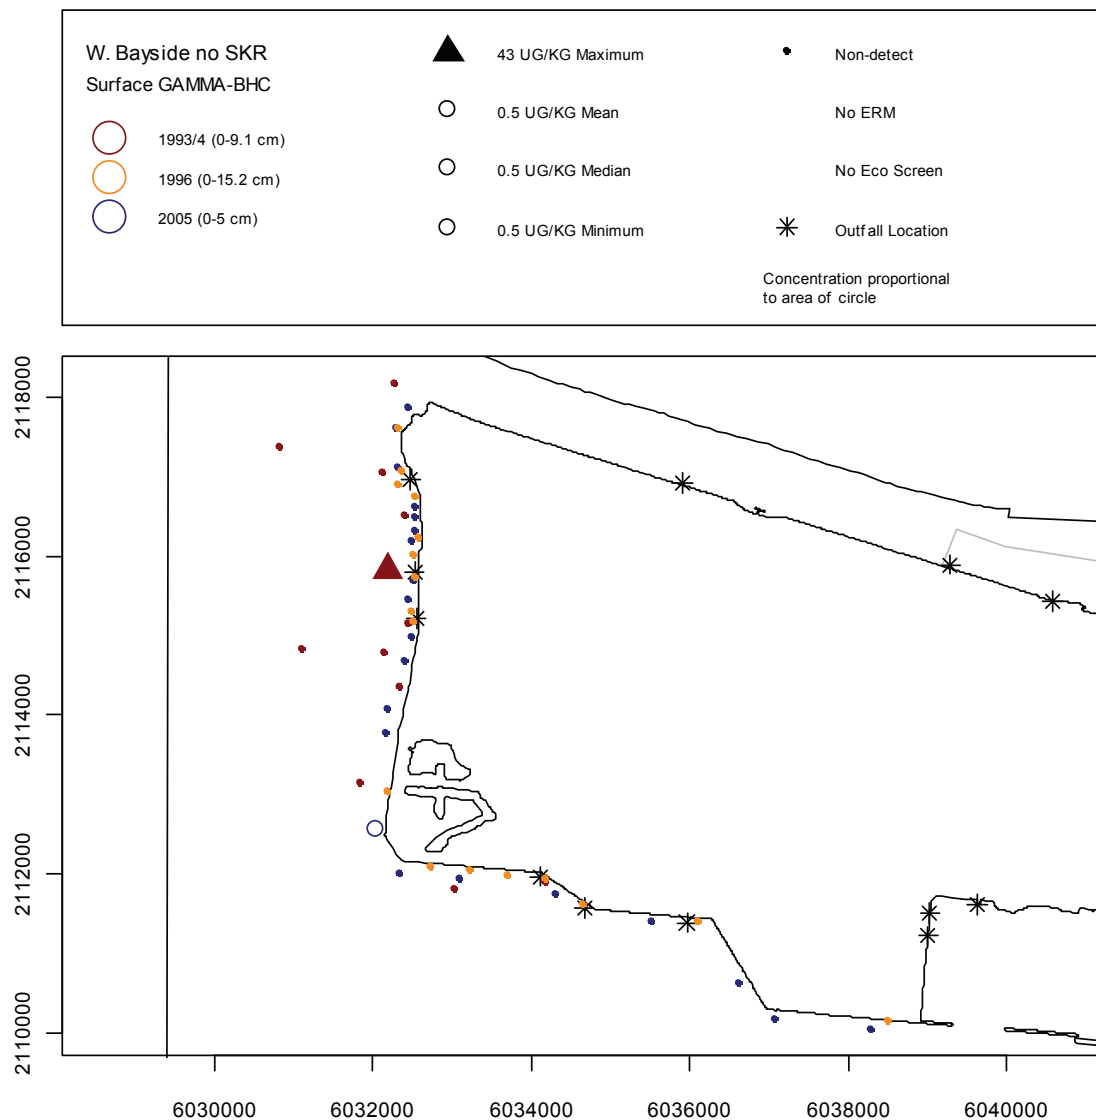 W. Bayside no SKR
Surface GAMMA-BHC
1993/4 (0-9.1 cm)
1996 (0-15.2 cm)
2005 (0-5 cm)
43 UG/KG Maximum
0.5 UG/KG Mean
0.5 UG/KG Median
0.5 UG/KG Minimum
Non-detect
No ERM
No Eco Screen
Outfall Location
Concentration proportional
to area of circle
2118000
2116000
2114000
2112000
2110000
6030000 6032000 6034000 6036000 6038000 6040000